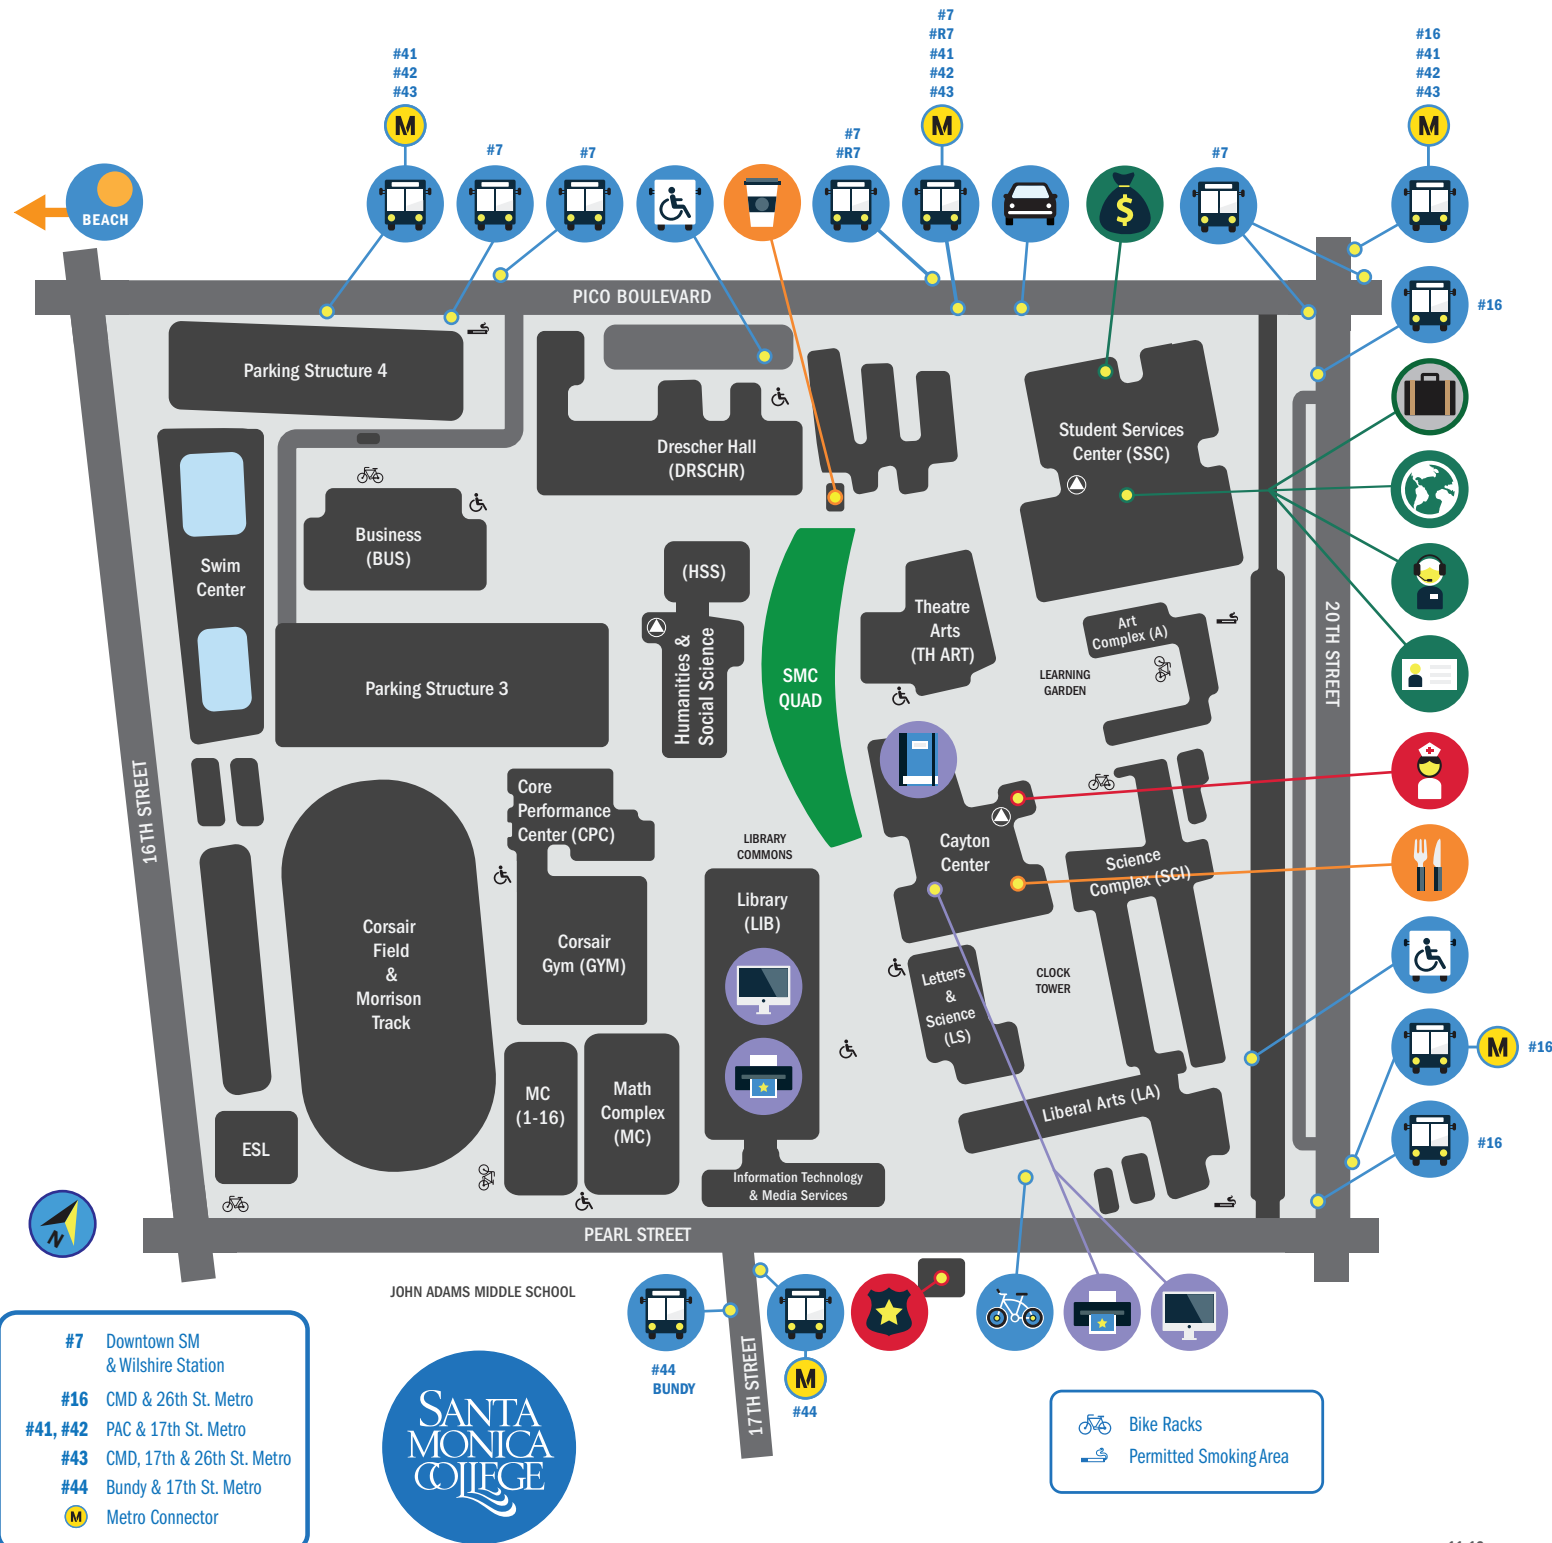 #7
#R7
#41
#42
#43
#41
#42
#43
#16
#41
#42
#43
M
M
M
#7
#7
#7
#R7
#7
BEACH
$
PICO BOULEVARD
#16
Parking Structure 4
Drescher Hall
(DRSCHR)
Student Services
Center (SSC)
Business
(BUS)
Swim
Center
(HSS)
Humanities &
Social Science
Theatre
Arts
(TH ART)
Art
Complex (A)
20TH STREET
SMC
QUAD
LEARNING
GARDEN
Parking Structure 3
16TH STREET
Core
Performance
Center (CPC)
LIBRARY
COMMONS
Cayton
Center
Science
Complex (SCI)
Library
(LIB)
Corsair
Field
&
Morrison
Track
Corsair
Gym (GYM)
Letters
&
Science
(LS)
CLOCK
TOWER
M
#16
MC
(1-16)
Math
Complex
(MC)
Liberal Arts (LA)
#16
ESL
Information Technology
& Media Services
N
PEARL STREET
JOHN ADAMS MIDDLE SCHOOL
17TH STREET
#44
BUNDY
M
#44
#7 Downtown SM
& Wilshire Station
#16 CMD & 26th St. Metro
#41, #42 PAC & 17th St. Metro
#43 CMD, 17th & 26th St. Metro
#44 Bundy & 17th St. Metro
M Metro Connector
SANTA
MONICA
COLLEGE
Bike Racks
Permitted Smoking Area